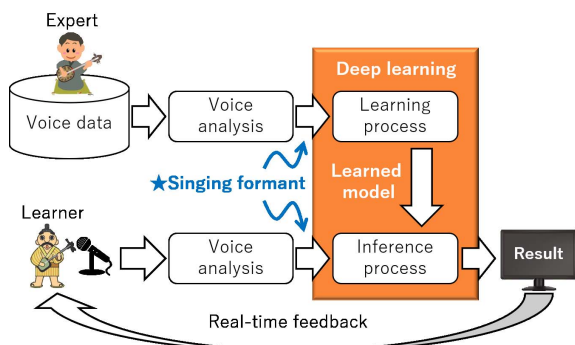 Expert
Voice data
Voice
analysis
Deep learning
Learning
process
★Singing formant
Learned
model
Learner
Voice
analysis
Inference
process
Result
Real-time feedback